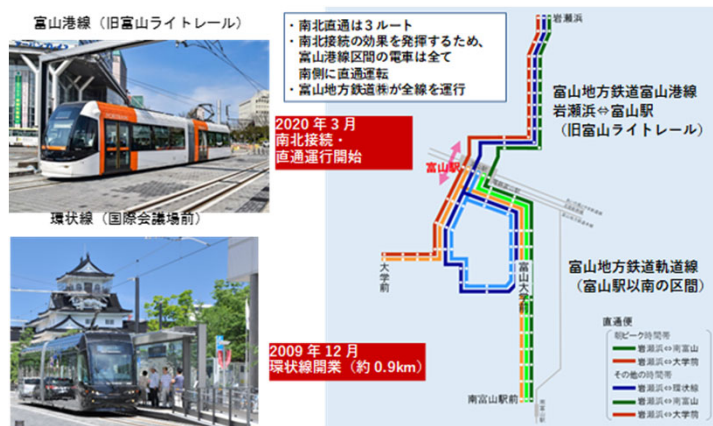 富山港線（旧富山ライトレール）
環状線（国際会議場前）
・南北直通は３ルート
・南北接続の効果を発揮するため、
富山港線区間の電車は全て
南側に直通運転
・富山地方鉄道㈱が全線を運行
2020 年 3 月
南北接続・
直通運行開始
2009 年 12 月
環状線開業（約 0.9km）
岩瀬浜
富山地方鉄道富山港線
岩瀬浜⇔富山駅
（旧富山ライトレール）
富山駅
大学前
富山大学前
富山地方鉄道軌道線
（富山駅以南の区間）
南富山駅前
直通便
朝ピーク時間帯
岩瀬浜⇔南富山
岩瀬浜⇔大学前
その他の時間帯
岩瀬浜⇔環状線
岩瀬浜⇔南富山
岩瀬浜⇔大学前